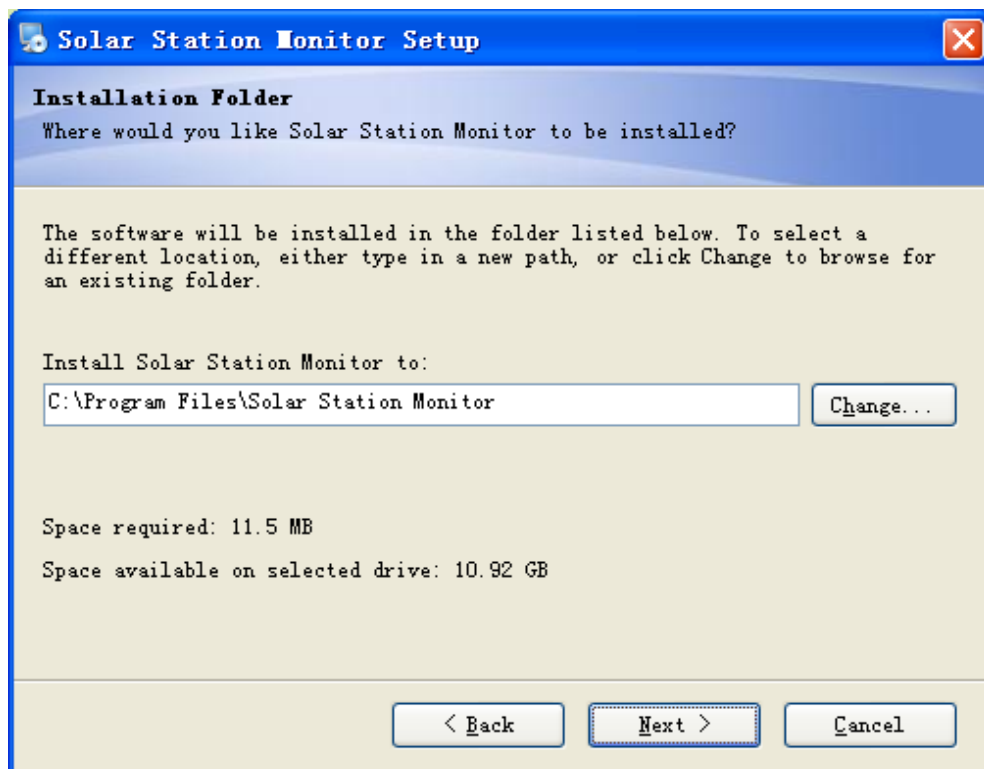 Solar Station Monitor Setup
Installation Folder
Where would you like Solar Station Monitor to be installed?
The software will be installed in the folder listed below. To select a
different location, either type in a new path, or click Change to browse for
an existing folder.
Install Solar Station Monitor to:
C:\Program Files\Solar Station Monitor
Change...
Space required: 11.5 MB
Space available on selected drive: 10.92 GB
< Back
Next >
Cancel